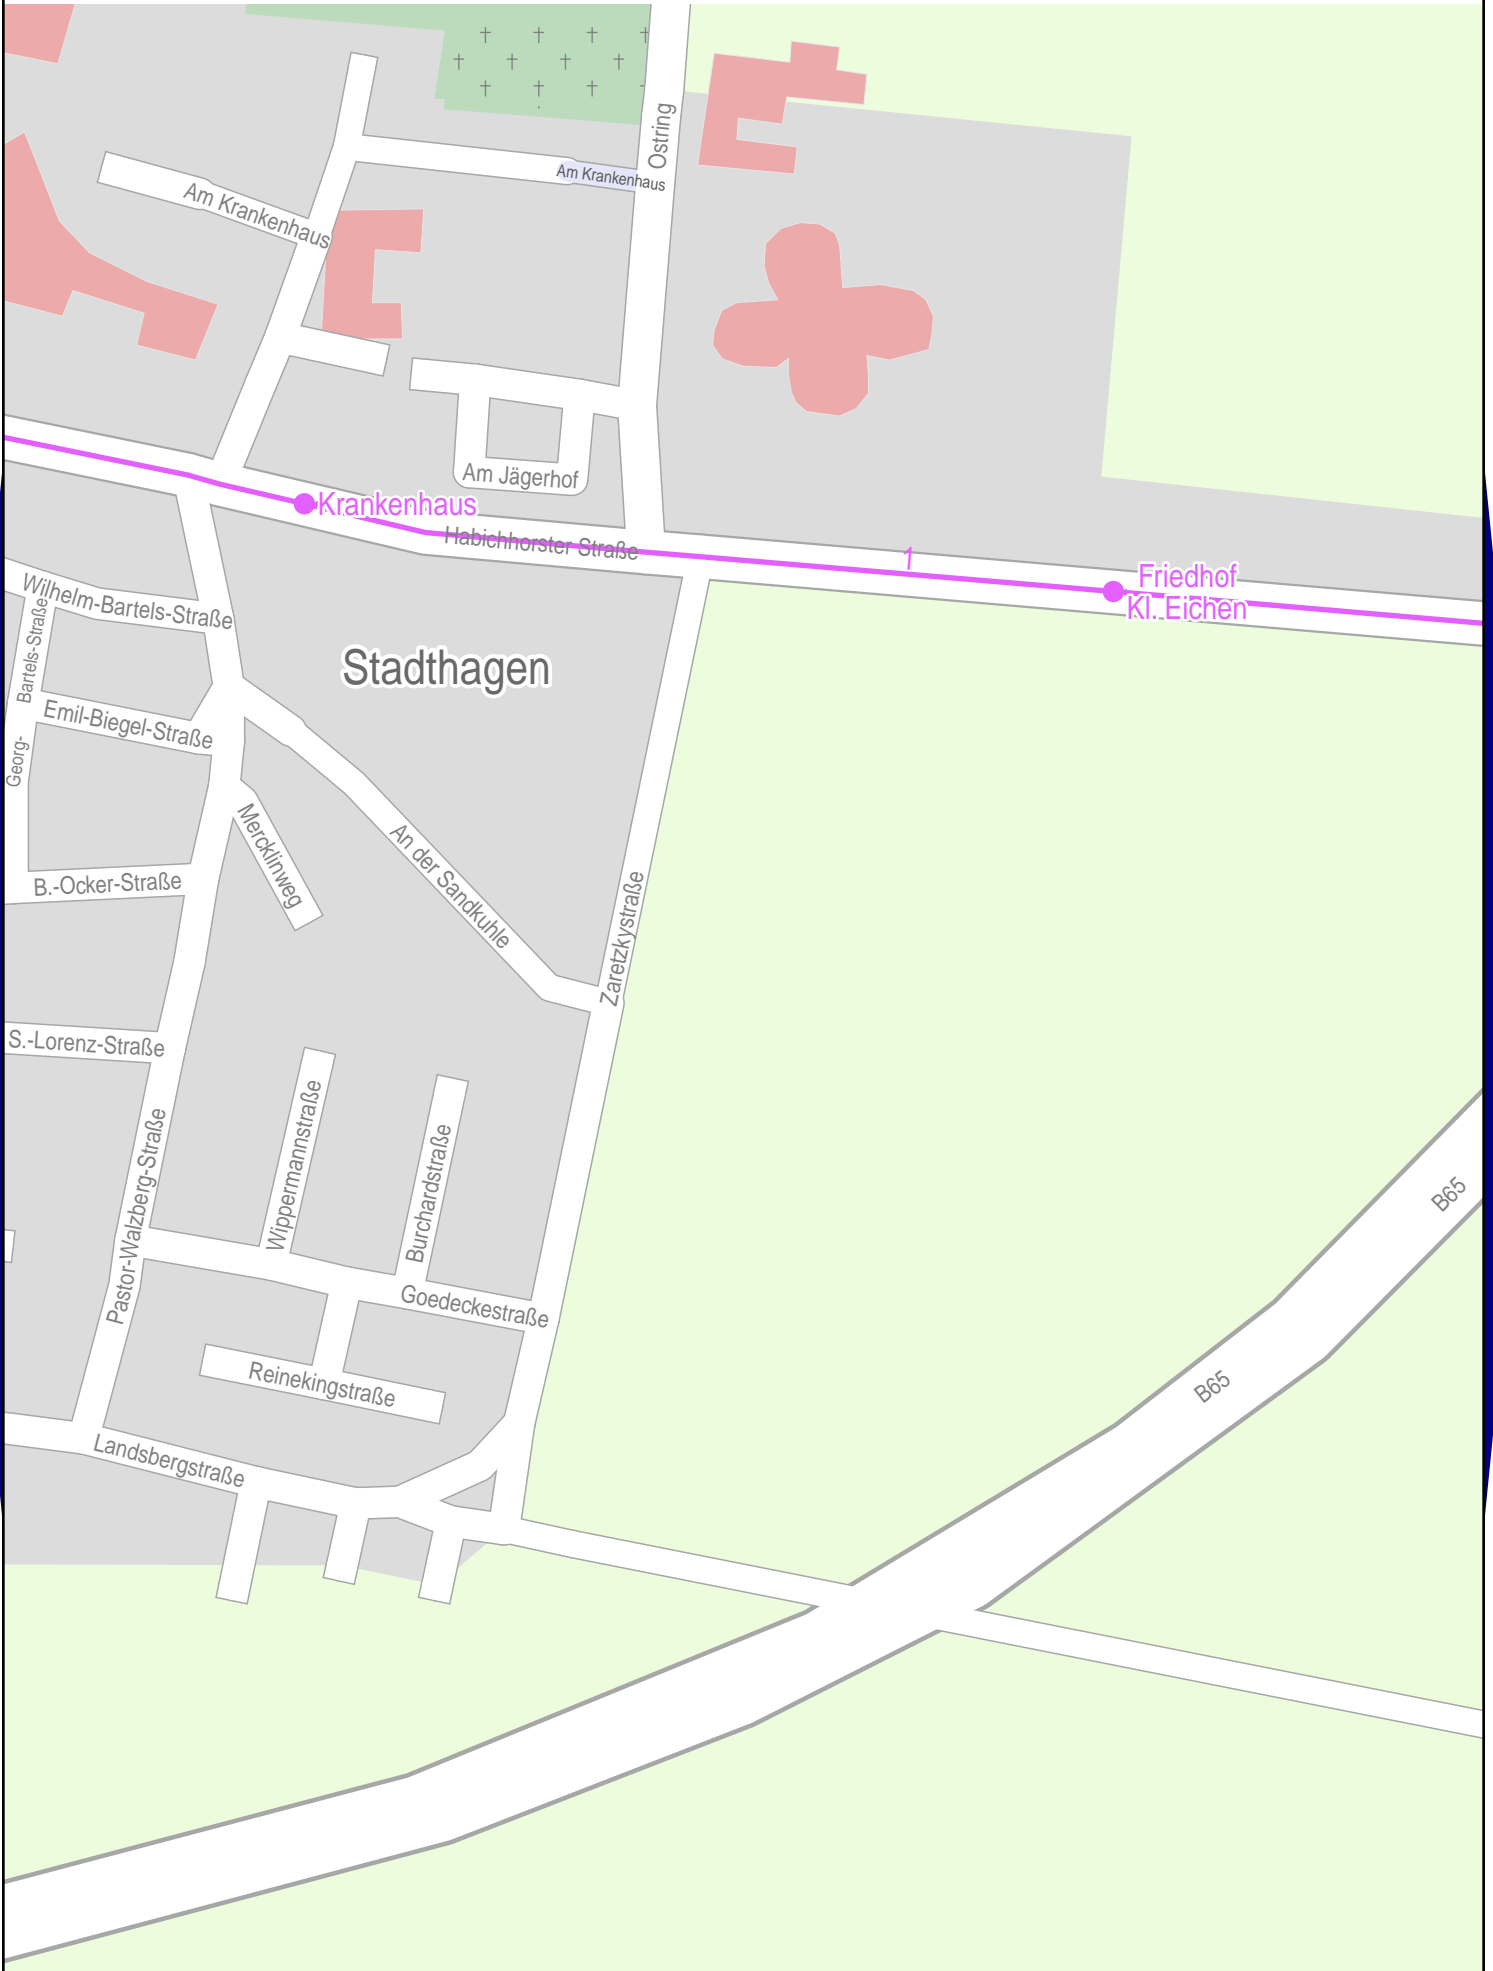 Ostring
Am Krankenhaus
Am Krankenhaus
Am Jägerhof
Krankenhaus
Habichhorster Straße
1
Friedhof
Kl. Eichen
Wilhelm-Bartels-Straße
Stadthagen
Georg-
Bartels-Straße
Emil-Biegel-Straße
Mercklinweg
An der Sandkuhle
B.-Ocker-Straße
Zaretzkystraße
S.-Lorenz-Straße
Pastor-Walzberg-Straße
Wippermannstraße
Burchardstraße
B65
Goedeckestraße
Reinekingstraße
B65
Landsbergstraße